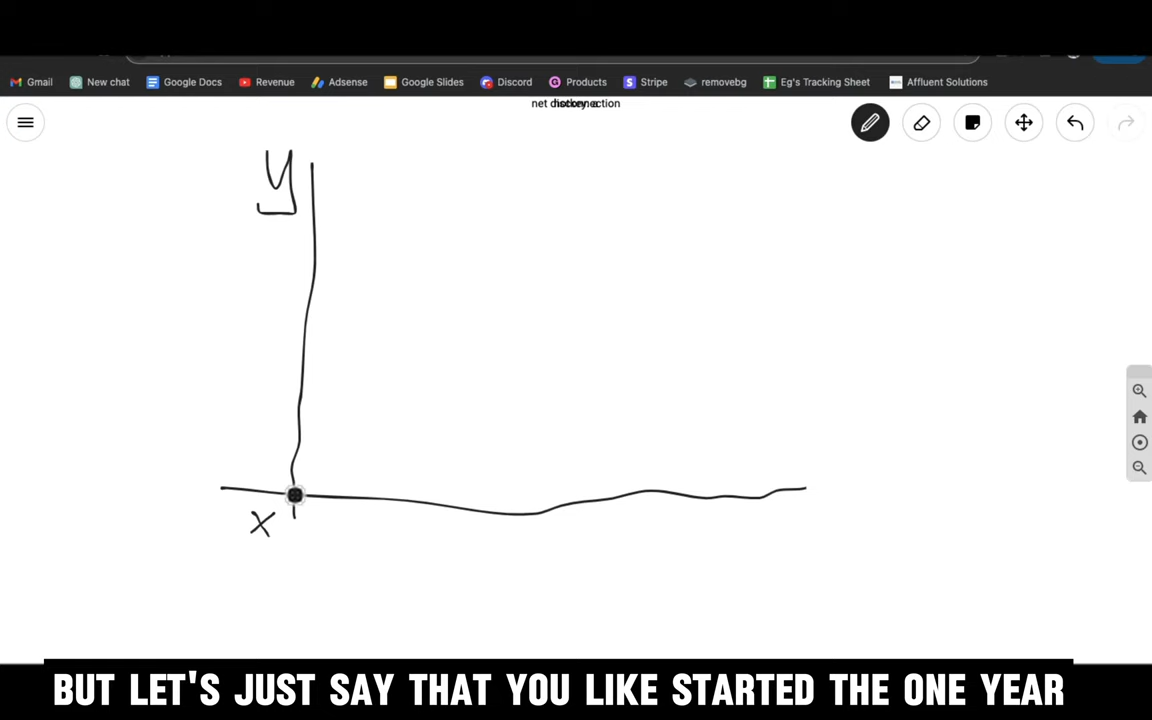 Gmail New chat Google Docs Revenue Adsense Google Slides Discord Products Stripe removebg Eg's Tracking Sheet Affluent Solutions
net
y
x
BUT LET'S JUST SAY THAT YOU LIKE STARTED THE ONE YEAR